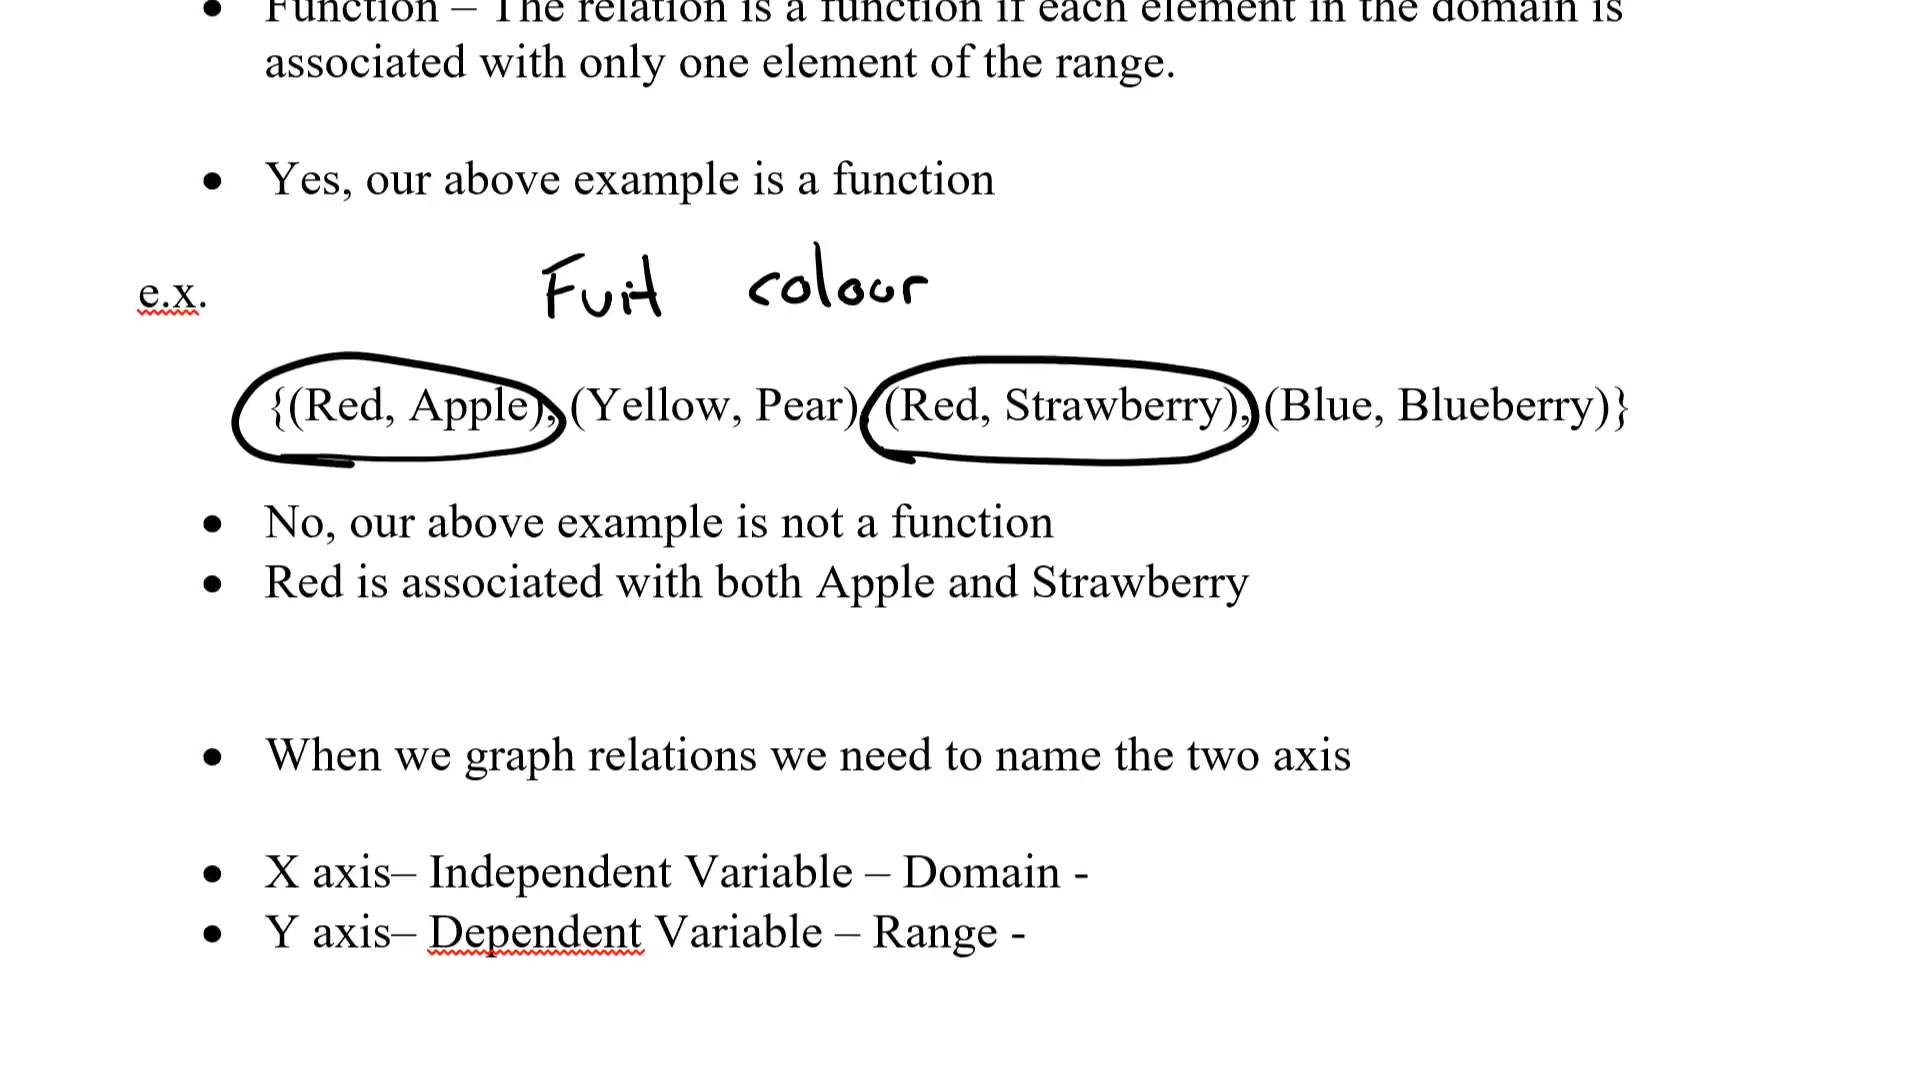 • Function – The relation is a function if each element in the domain is
associated with only one element of the range.
• Yes, our above example is a function
Fuit colour
e.x.
{(Red, Apple), (Yellow, Pear), (Red, Strawberry), (Blue, Blueberry)}
• No, our above example is not a function
• Red is associated with both Apple and Strawberry
• When we graph relations we need to name the two axis
• X axis– Independent Variable – Domain -
• Y axis– Dependent Variable – Range -